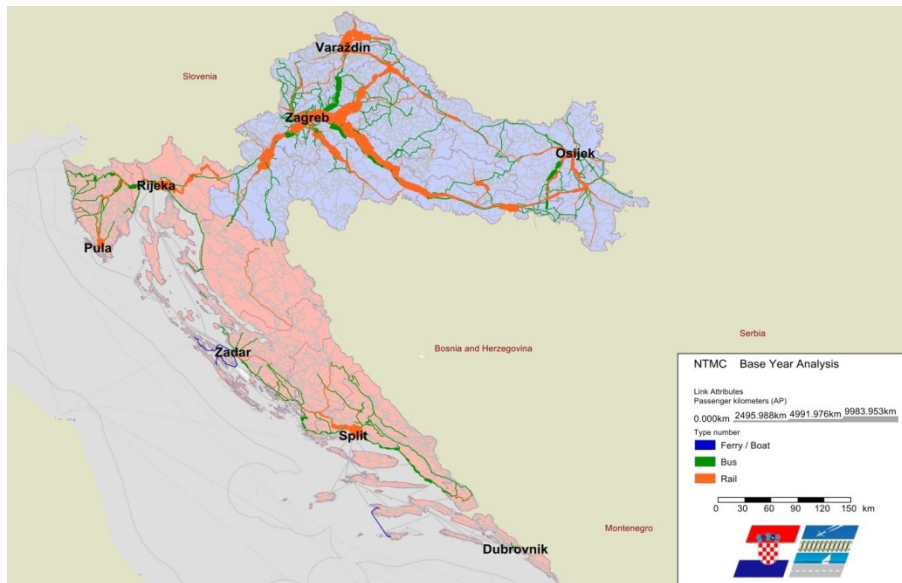 Varaždin
Slovenia
Zagreb
Osijek
Rijeka
Pula
Zadar
Bosnia and Herzegovina
Serbia
Split
Montenegro
Dubrovnik
NTMC Base Year Analysis
Link Attributes
Passenger kilometers (AP)
0.000km 2495.988km 4991.976km 9983.953km
Type number
Ferry / Boat
Bus
Rail
0 30 60 90 120 150 km